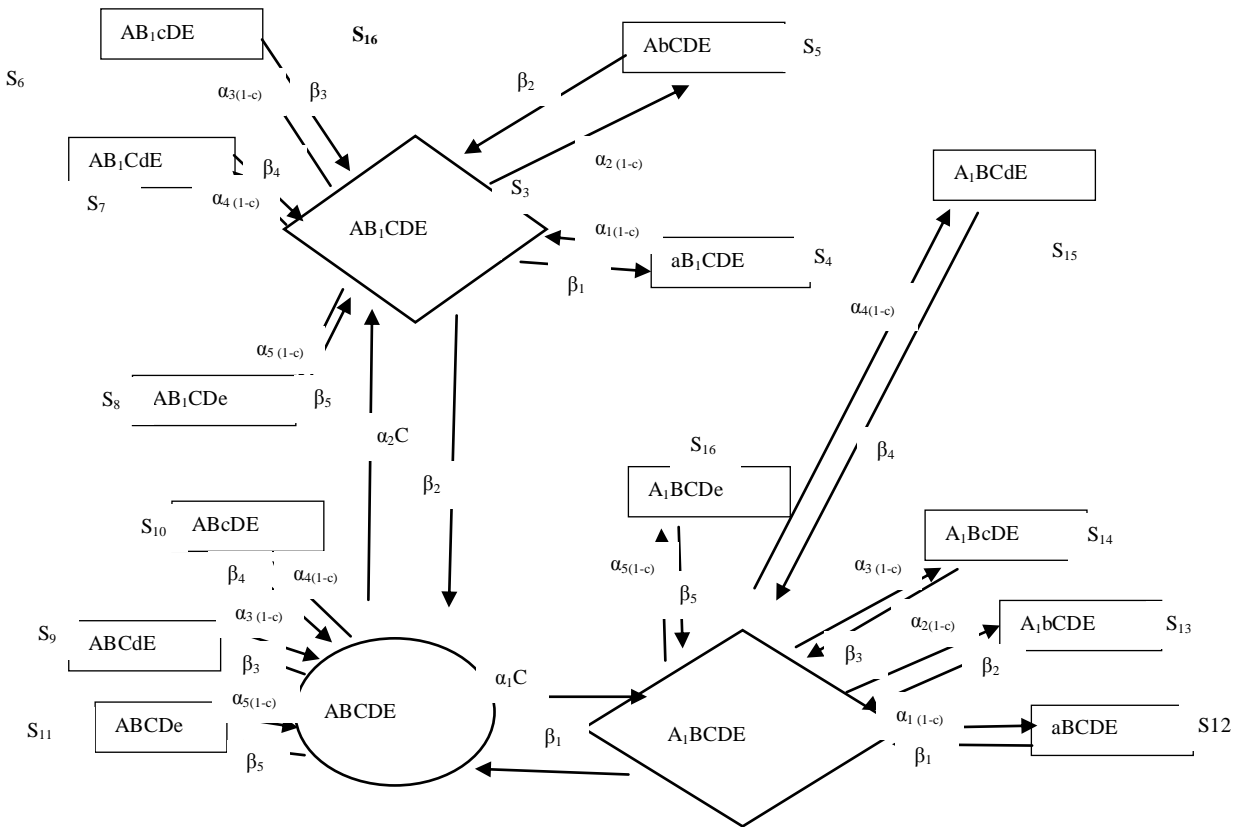 AB₁cDE
S₁₆
AbCDE
S₅
S₆
β₂
α₃₍₁₋c₎
β₃
AB₁CdE
β₄
α₂ ₍₁₋c₎
A₁BCdE
S₇
α₄ ₍₁₋c₎
S₃
AB₁CDE
α₁₍₁₋c₎
aB₁CDE
S₄
S₁₅
β₁
α₄₍₁₋c₎
α₅ ₍₁₋c₎
S₈
AB₁CDe
β₅
α₂C
β₄
S₁₆
β₂
A₁BCDe
S₁₀
ABcDE
A₁BcDE
S₁₄
β₄
α₄₍₁₋c₎
α₅₍₁₋c₎
α₃ ₍₁₋c₎
β₅
α₃ ₍₁₋c₎
α₂₍₁₋c₎
A₁bCDE
S₁₃
S₉
ABCdE
β₃
β₃
β₂
α₁C
α₅₍₁₋c₎
ABCDE
S₁₁
ABCDe
α₁ ₍₁₋c₎
aBCDE
S12
A₁BCDE
β₁
β₁
β₅